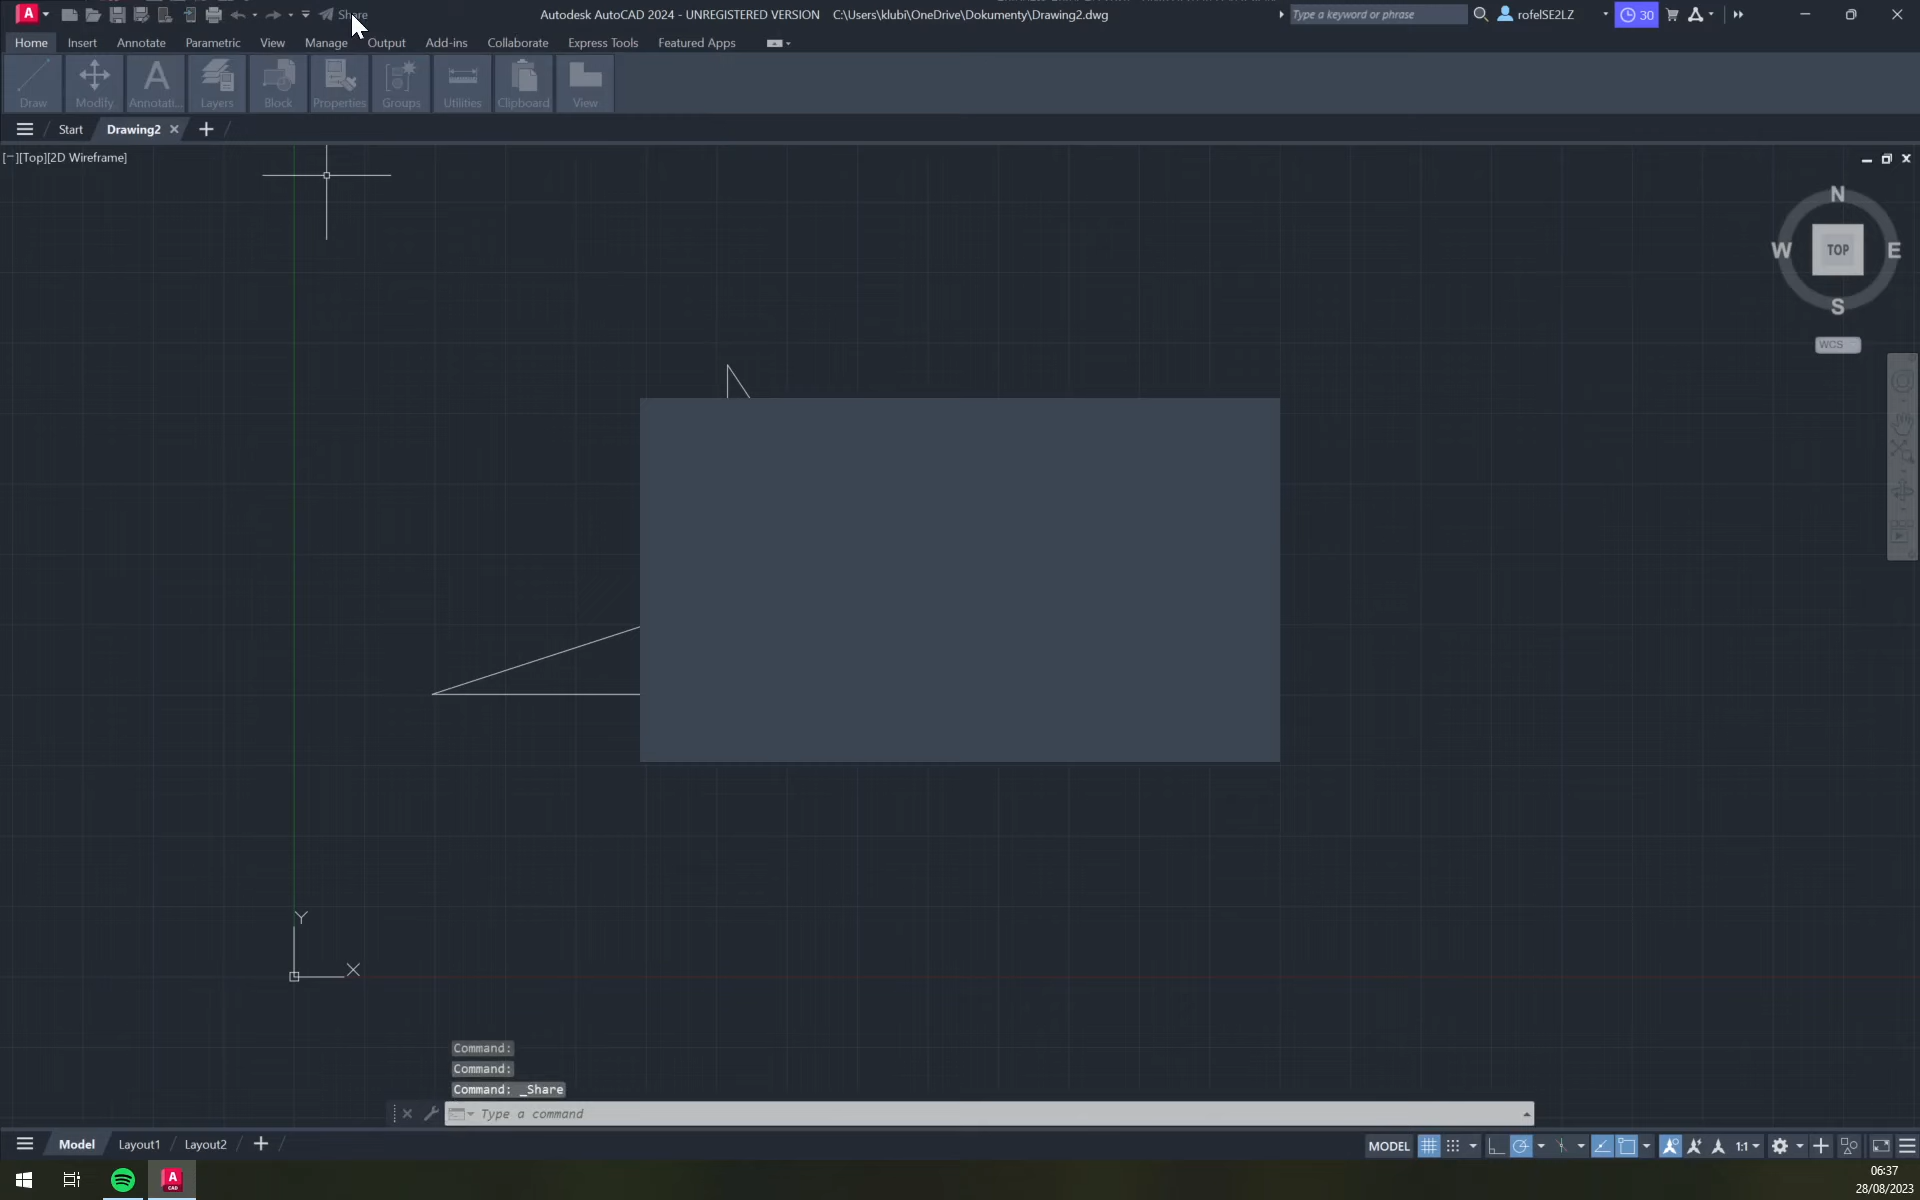 Share
Autodesk AutoCAD 2024 - UNREGISTERED VERSION C:\Users\klubi\OneDrive\Dokumenty\Drawing2.dwg
Type a keyword or phrase
rofelSE2LZ
30
Home Insert Annotate Parametric View Manage Output Add-ins Collaborate Express Tools Featured Apps
Draw Modify Annotati... Layers Block Properties Groups Utilities Clipboard View
Start Drawing2
[−][Top][2D Wireframe]
N
W TOP E
S
WCS
Y
X
Command:
Command:
Command: _Share
Type a command
Model Layout1 Layout2
MODEL 1:1
A CAD
06:37
28/08/2023